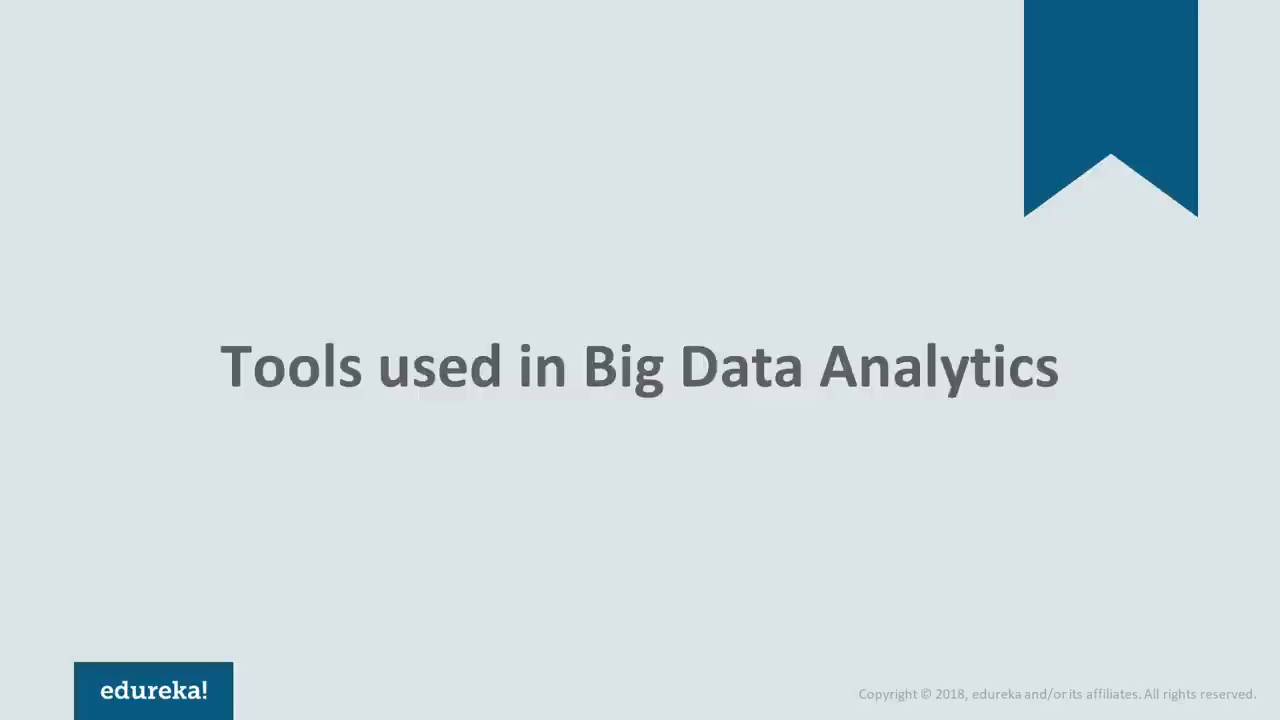 Tools used in Big Data Analytics
edureka!
Copyright © 2018, edureka and/or its affiliates. All rights reserved.